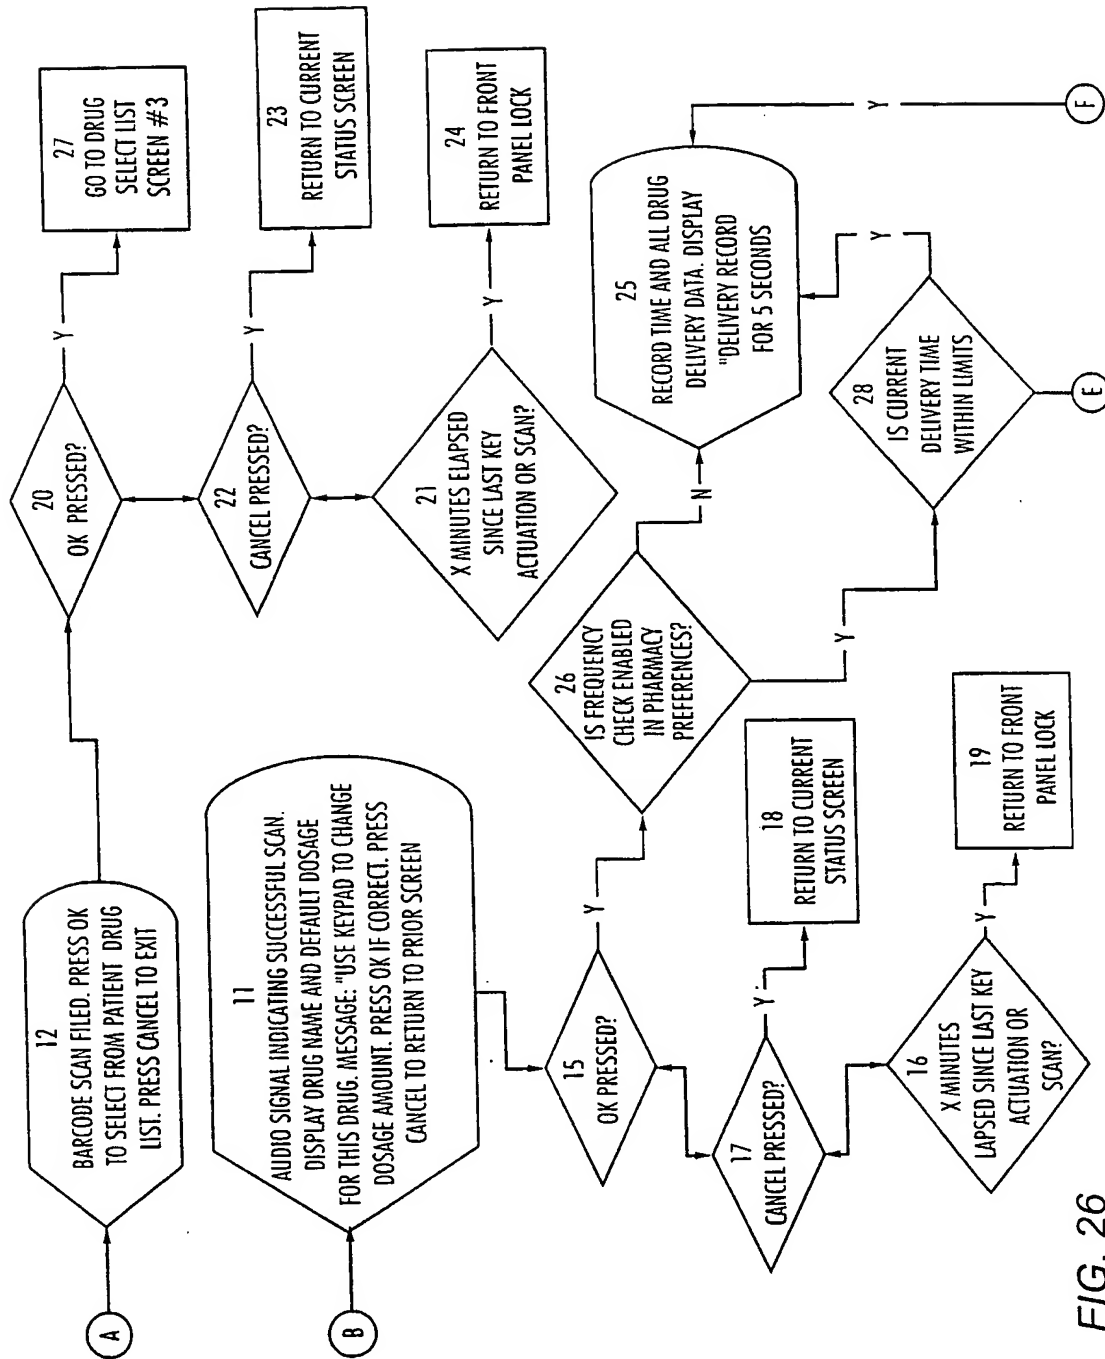 A
12
BARCODE SCAN FILED. PRESS OK
TO SELECT FROM PATIENT DRUG
LIST. PRESS CANCEL TO EXIT
20
OK PRESSED?
Y
27
GO TO DRUG
SELECT LIST
SCREEN #3
22
CANCEL PRESSED?
Y
23
RETURN TO CURRENT
STATUS SCREEN
21
X MINUTES ELAPSED
SINCE LAST KEY
ACTUATION OR SCAN?
Y
24
RETURN TO FRONT
PANEL LOCK
B
11
AUDIO SIGNAL INDICATING SUCCESSFUL SCAN.
DISPLAY DRUG NAME AND DEFAULT DOSAGE
FOR THIS DRUG. MESSAGE: "USE KEYPAD TO CHANGE
DOSAGE AMOUNT. PRESS OK IF CORRECT. PRESS
CANCEL TO RETURN TO PRIOR SCREEN
15
OK PRESSED?
Y
26
IS FREQUENCY
CHECK ENABLED
IN PHARMACY
PREFERENCES?
N
25
RECORD TIME AND ALL DRUG
DELIVERY DATA. DISPLAY
"DELIVERY RECORD
FOR 5 SECONDS
Y
F
Y
28
IS CURRENT
DELIVERY TIME
WITHIN LIMITS
Y
E
17
CANCEL PRESSED?
Y
18
RETURN TO CURRENT
STATUS SCREEN
16
X MINUTES
LAPSED SINCE LAST KEY
ACTUATION OR
SCAN?
Y
19
RETURN TO FRONT
PANEL LOCK
FIG. 26